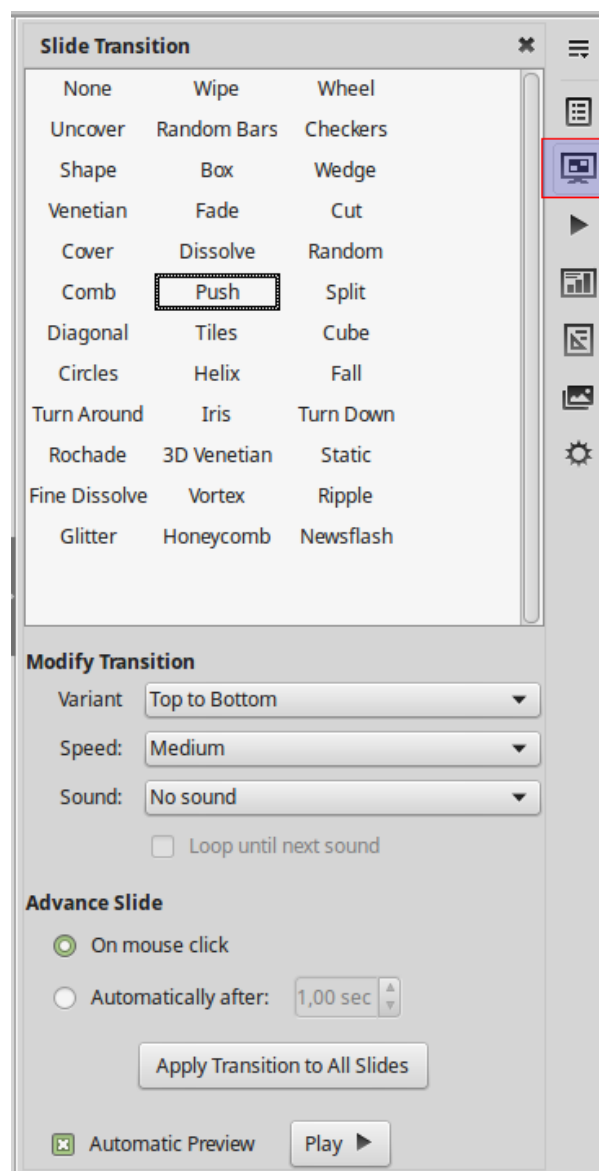 Slide Transition
None Wipe Wheel
Uncover Random Bars Checkers
Shape Box Wedge
Venetian Fade Cut
Cover Dissolve Random
Comb Push Split
Diagonal Tiles Cube
Circles Helix Fall
Turn Around Iris Turn Down
Rochade 3D Venetian Static
Fine Dissolve Vortex Ripple
Glitter Honeycomb Newsflash
Modify Transition
Variant Top to Bottom
Speed: Medium
Sound: No sound
Loop until next sound
Advance Slide
On mouse click
Automatically after: 1,00 sec
Apply Transition to All Slides
Automatic Preview Play